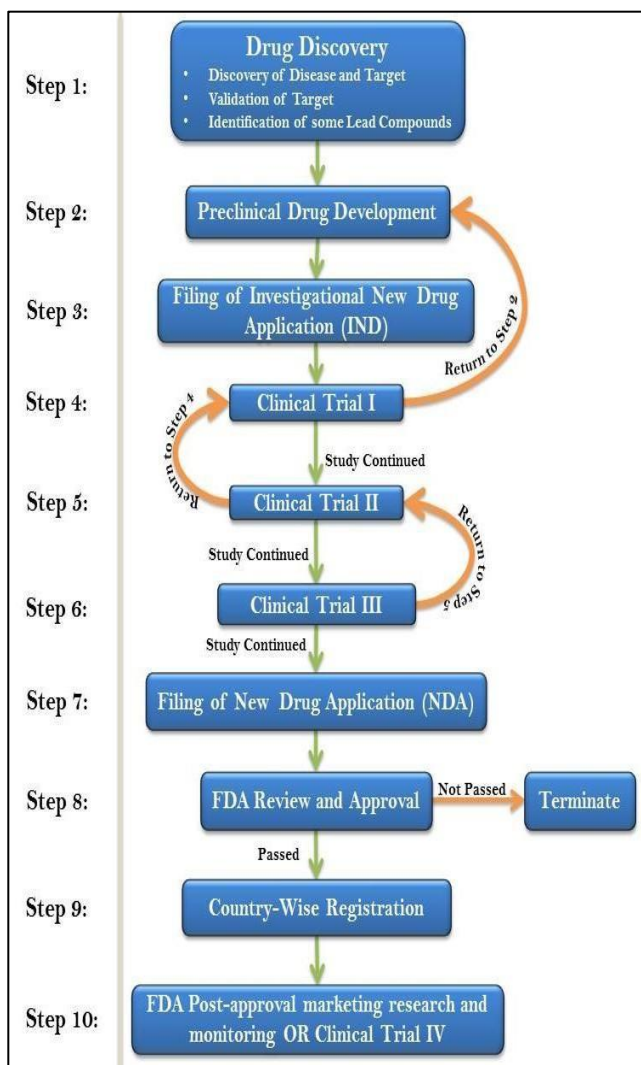 Step 1:
Drug Discovery
• Discovery of Disease and Target
• Validation of Target
• Identification of some Lead Compounds
Step 2:
Preclinical Drug Development
Step 3:
Filing of Investigational New Drug
Application (IND)
Return to Step 2
Step 4:
Clinical Trial I
Return to Step 4
Study Continued
Step 5:
Clinical Trial II
Return to Step 5
Study Continued
Step 6:
Clinical Trial III
Study Continued
Step 7:
Filing of New Drug Application (NDA)
Step 8:
FDA Review and Approval
Not Passed
Terminate
Passed
Step 9:
Country-Wise Registration
Step 10:
FDA Post-approval marketing research and
monitoring OR Clinical Trial IV